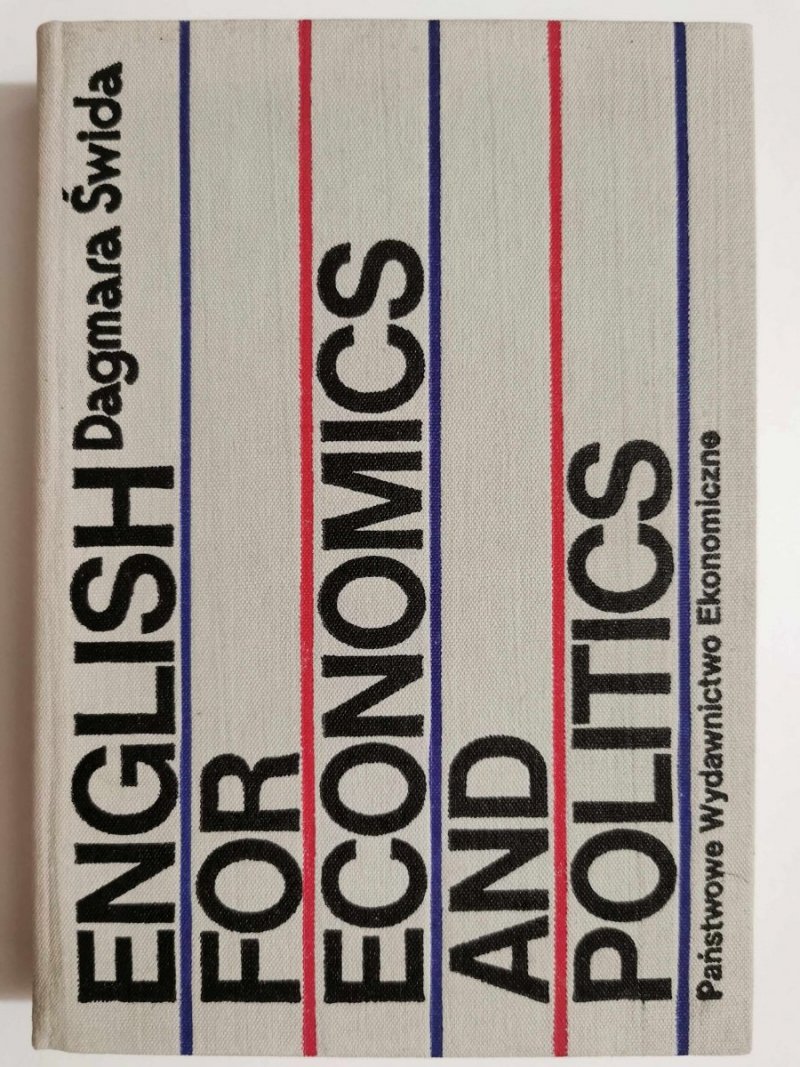 ENGLISH Dagmara Świda
FOR
ECONOMICS
AND
POLITICS
Państwowe Wydawnictwo Ekonomiczne